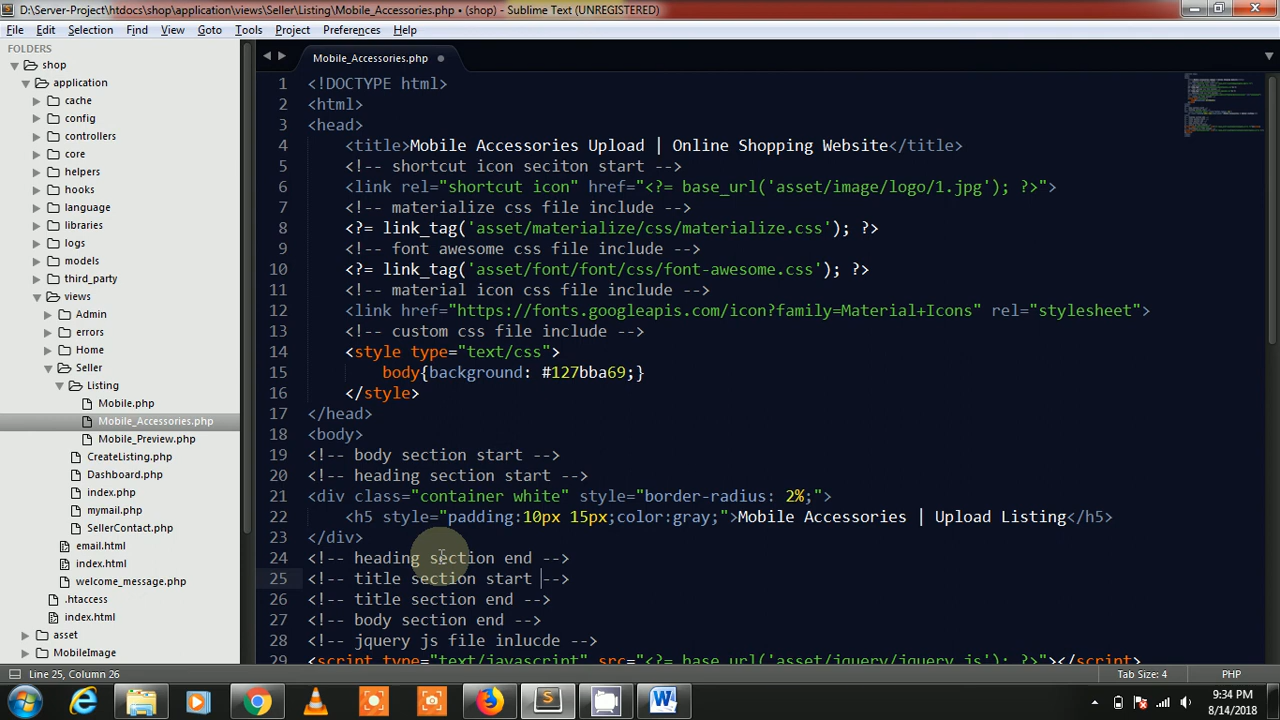 D:\Server-Project\htdocs\shop\application\views\Seller\Listing\Mobile_Accessories.php • (shop) - Sublime Text (UNREGISTERED)
File Edit Selection Find View Goto Tools Project Preferences Help
FOLDERS
shop
application
cache
config
controllers
core
helpers
hooks
language
libraries
logs
models
third_party
views
Admin
errors
Home
Seller
Listing
Mobile.php
Mobile_Accessories.php
Mobile_Preview.php
CreateListing.php
Dashboard.php
index.php
mymail.php
SellerContact.php
email.html
index.html
welcome_message.php
.htaccess
index.html
asset
MobileImage
Mobile_Accessories.php
1 <!DOCTYPE html>
2 <html>
3 <head>
4 <title>Mobile Accessories Upload | Online Shopping Website</title>
5 <!-- shortcut icon seciton start -->
6 <link rel="shortcut icon" href="<?= base_url('asset/image/logo/1.jpg'); ?>">
7 <!-- materialize css file include -->
8 <?= link_tag('asset/materialize/css/materialize.css'); ?>
9 <!-- font awesome css file include -->
10 <?= link_tag('asset/font/font/css/font-awesome.css'); ?>
11 <!-- material icon css file include -->
12 <link href="https://fonts.googleapis.com/icon?family=Material+Icons" rel="stylesheet">
13 <!-- custom css file include -->
14 <style type="text/css">
15 body{background: #127bba69;}
16 </style>
17 </head>
18 <body>
19 <!-- body section start -->
20 <!-- heading section start -->
21 <div class="container white" style="border-radius: 2%;">
22 <h5 style="padding:10px 15px;color:gray;">Mobile Accessories | Upload Listing</h5>
23 </div>
24 <!-- heading section end -->
25 <!-- title section start -->
26 <!-- title section end -->
27 <!-- body section end -->
28 <!-- jquery js file inlucde -->
29 <script type="text/javascript" src="<?= base_url('asset/jquery/jquery.js'); ?>"></script>
Line 25, Column 26
Tab Size: 4
PHP
9:34 PM
8/14/2018